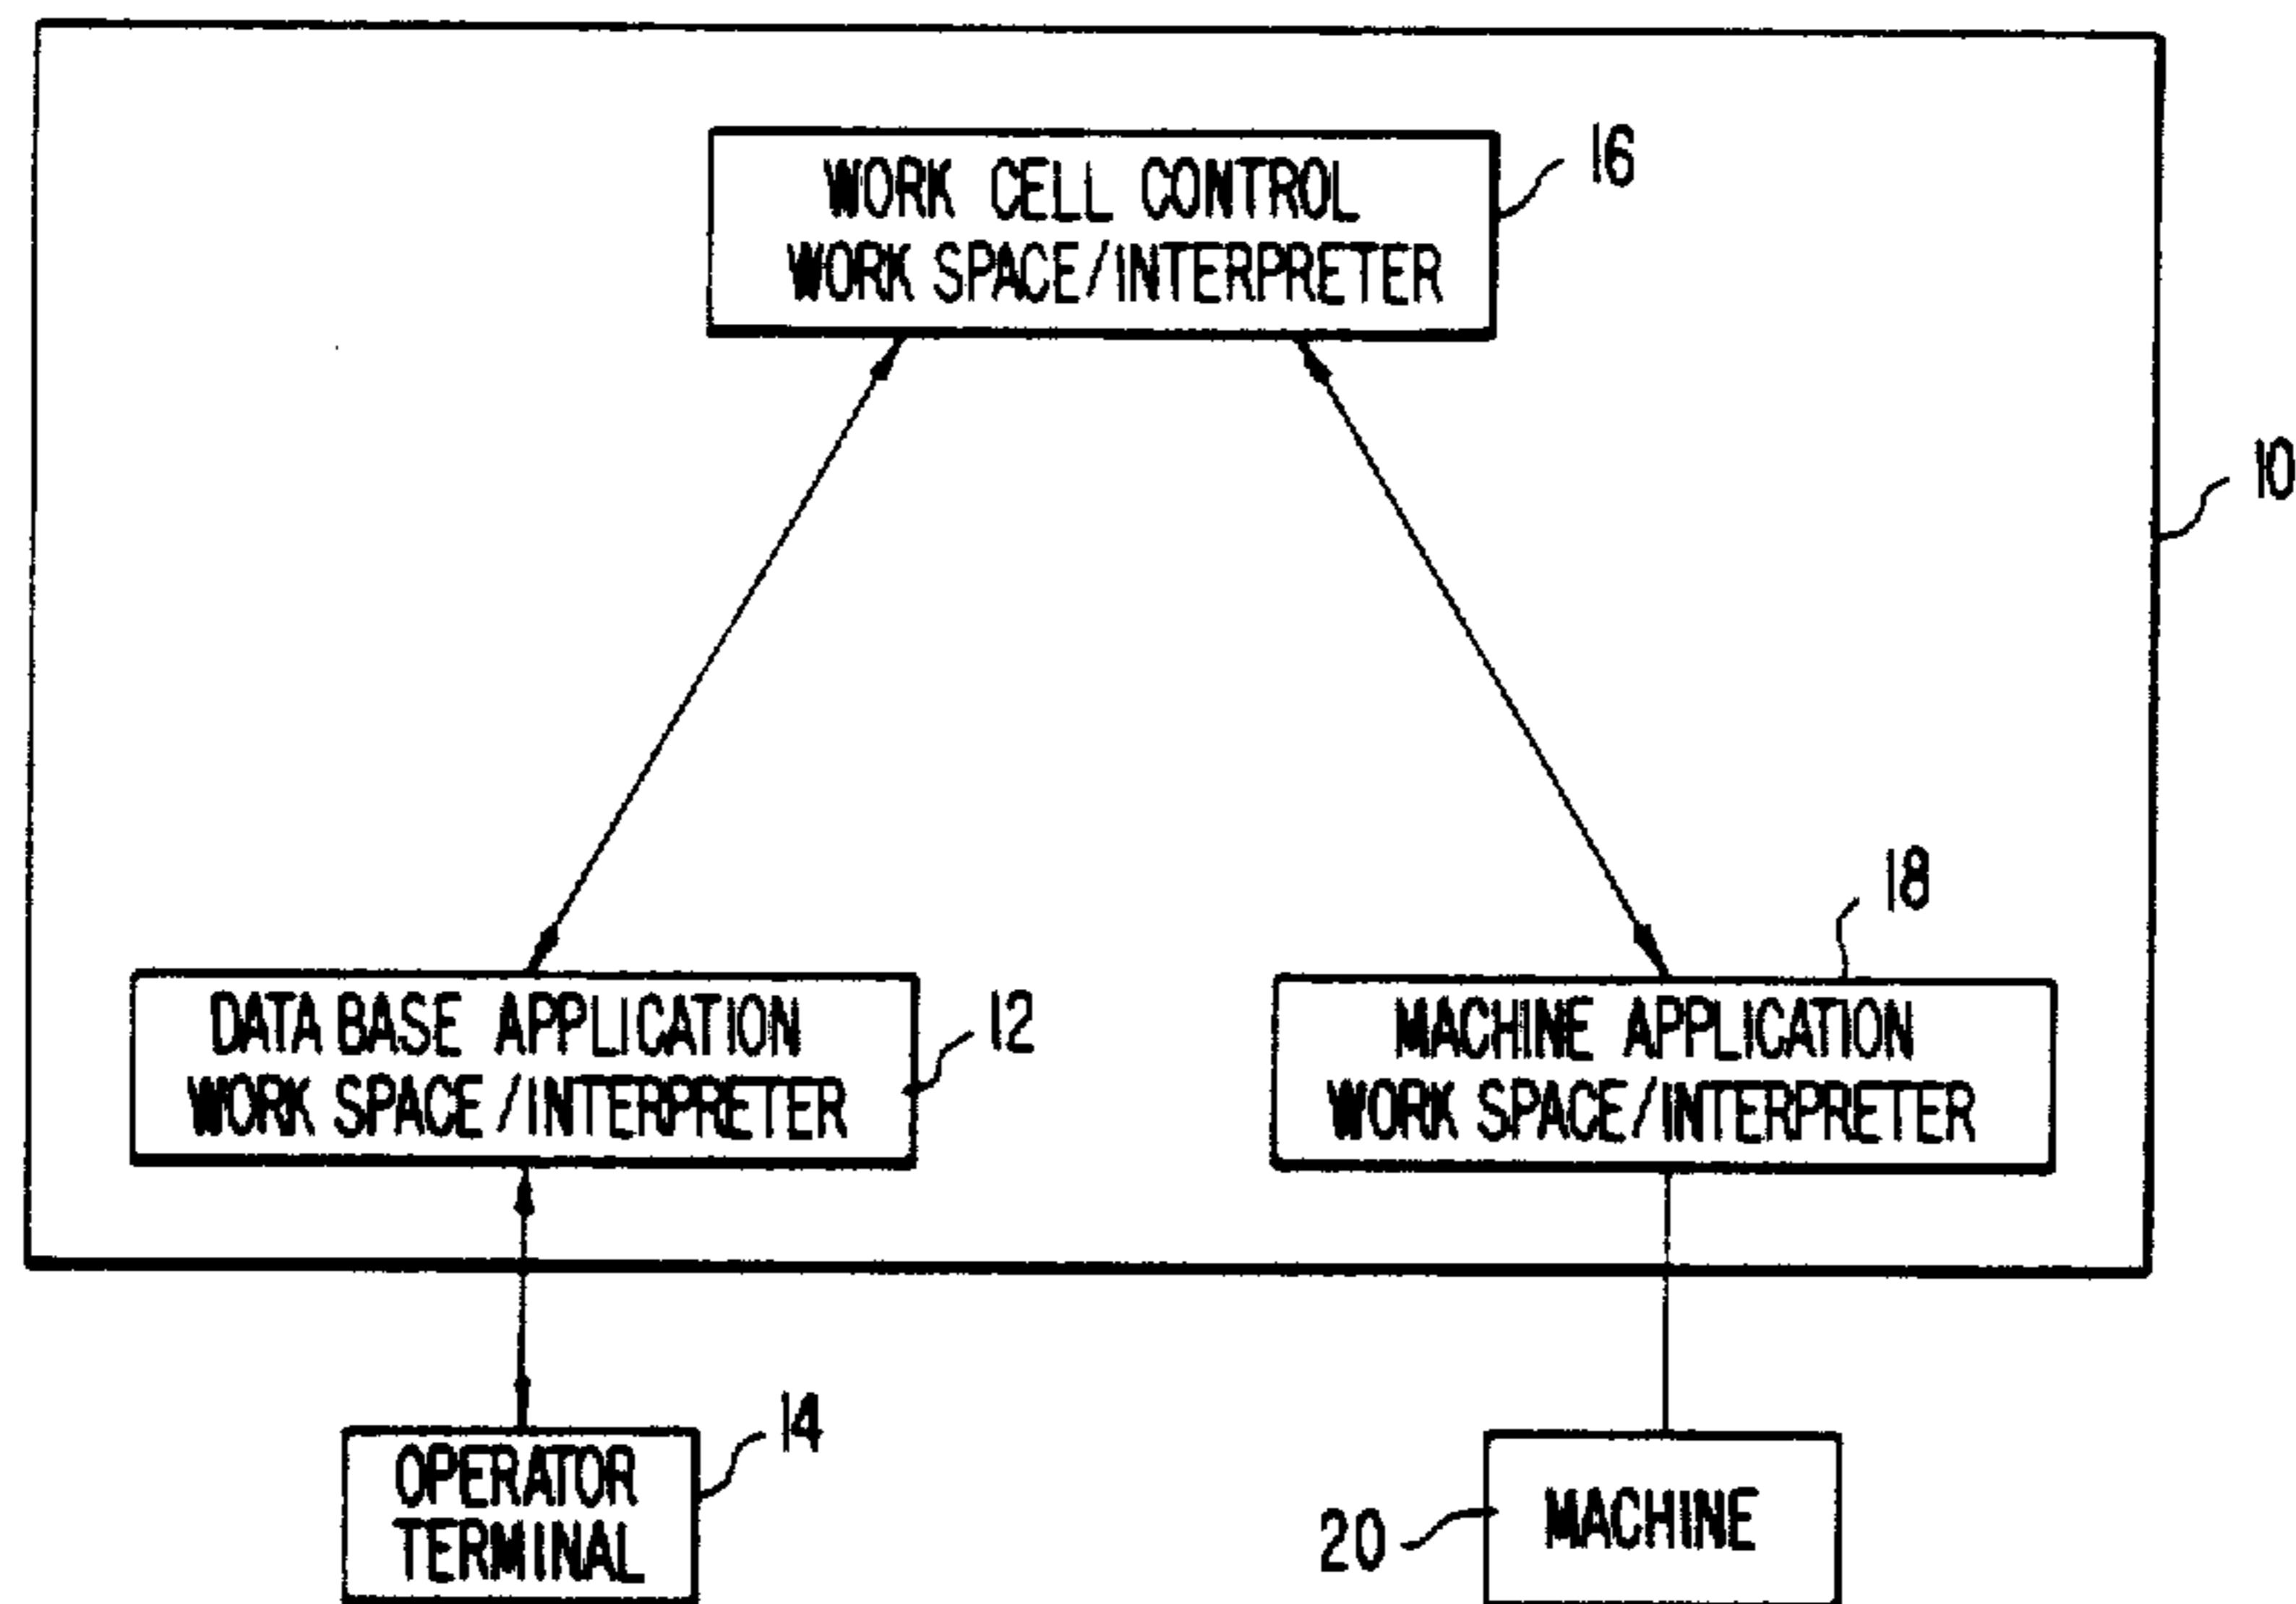 WORK CELL CONTROL
WORK SPACE/INTERPRETER
16
10
18
DATA BASE APPLICATION
WORK SPACE/INTERPRETER
12
MACHINE APPLICATION
WORK SPACE/INTERPRETER
OPERATOR
TERMINAL
14
20
MACHINE